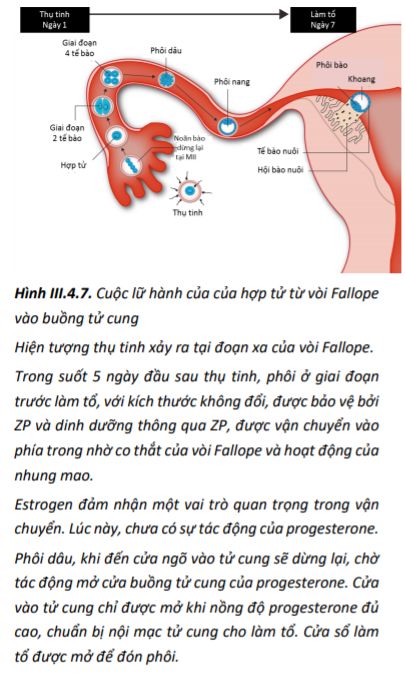 Thụ tinh
Ngày 1
Làm tổ
Ngày 7
Giai đoạn
4 tế bào
Phôi dâu
Phôi nang
Phôi bào
Khoang
Giai đoạn
2 tế bào
Noãn bào
dừng lại
tại MII
Hợp tử
Thụ tinh
Tế bào nuôi
Hội bào nuôi
Hình III.4.7. Cuộc lữ hành của của hợp tử từ vòi Fallope
vào buồng tử cung
Hiện tượng thụ tinh xảy ra tại đoạn xa của vòi Fallope.
Trong suốt 5 ngày đầu sau thụ tinh, phôi ở giai đoạn
trước làm tổ, với kích thước không đổi, được bảo vệ bởi
ZP và dinh dưỡng thông qua ZP, được vận chuyển vào
phía trong nhờ co thắt của vòi Fallope và hoạt động của
nhung mao.
Estrogen đảm nhận một vai trò quan trọng trong vận
chuyển. Lúc này, chưa có sự tác động của progesterone.
Phôi dâu, khi đến cửa ngõ vào tử cung sẽ dừng lại, chờ
tác động mở cửa buồng tử cung của progesterone. Cửa
vào tử cung chỉ được mở khi nồng độ progesterone đủ
cao, chuẩn bị nội mạc tử cung cho làm tổ. Cửa sổ làm
tổ được mở để đón phôi.